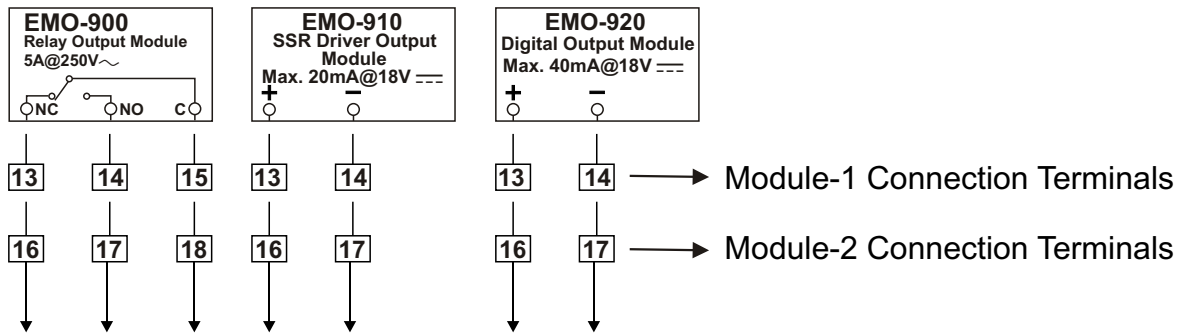 EMO-900
Relay Output Module
5A@250V~
NC NO C
EMO-910
SSR Driver Output
Module
Max. 20mA@18V ⎓
+ −
EMO-920
Digital Output Module
Max. 40mA@18V ⎓
+ −
13 14 15 13 14 13 14 Module-1 Connection Terminals
16 17 18 16 17 16 17 Module-2 Connection Terminals